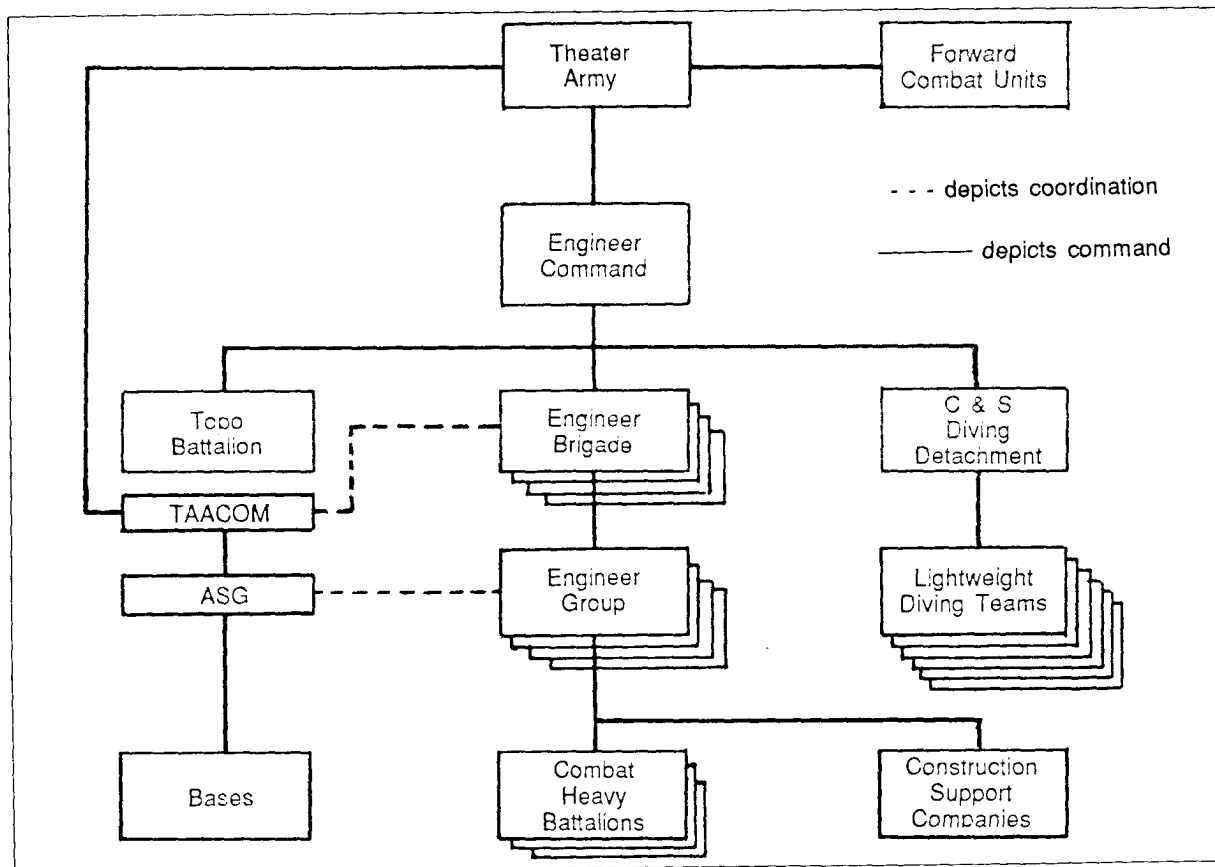 Theater
Army
Forward
Combat Units
- - - depicts coordination
——— depicts command
Engineer
Command
Topo
Battalion
Engineer
Brigade
C & S
Diving
Detachment
TAACOM
ASG
Engineer
Group
Lightweight
Diving Teams
Bases
Combat
Heavy
Battalions
Construction
Support
Companies